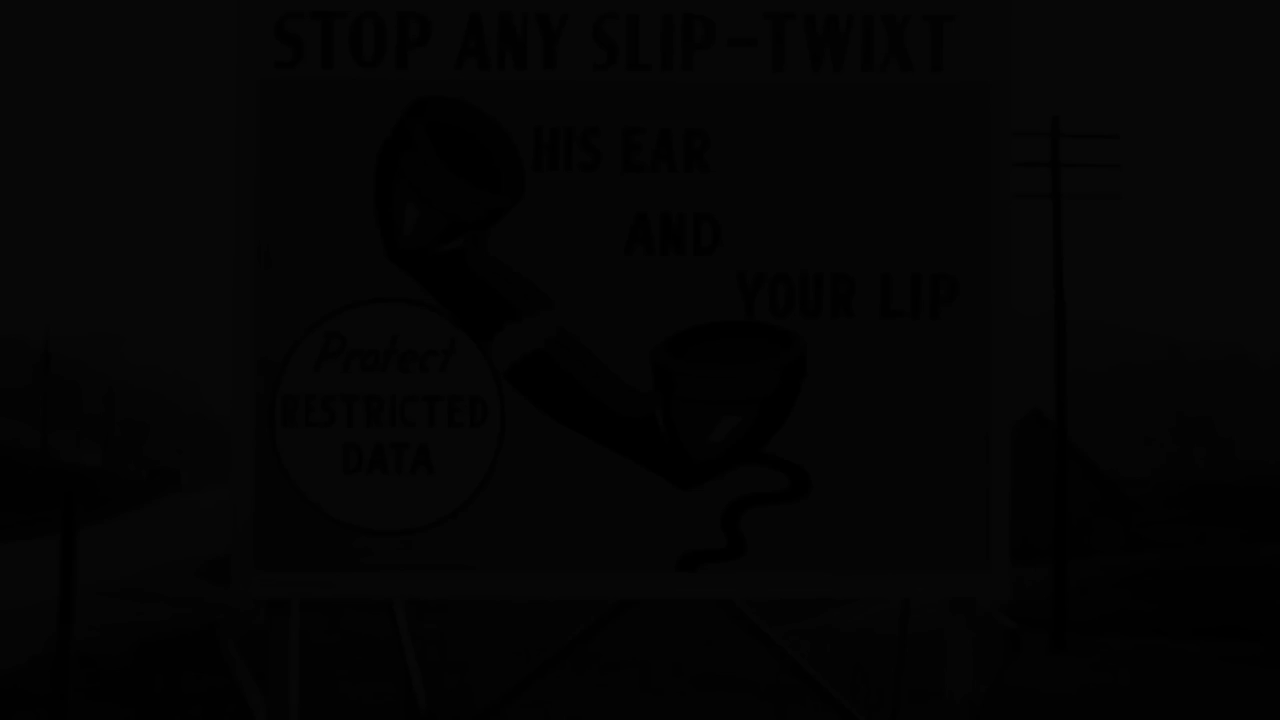 STOP ANY SLIP-TWIXT
HIS EAR
AND
YOUR LIP
Protect
RESTRICTED
DATA